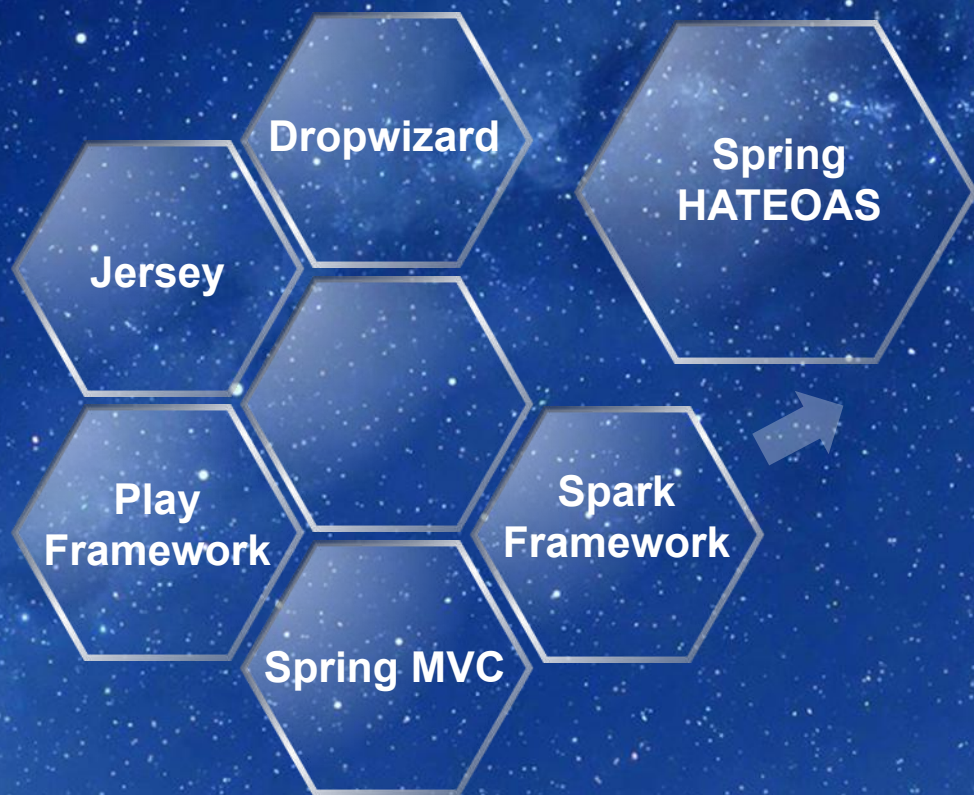 Dropwizard
Spring
HATEOAS
Jersey
Play
Framework
Spark
Framework
Spring MVC